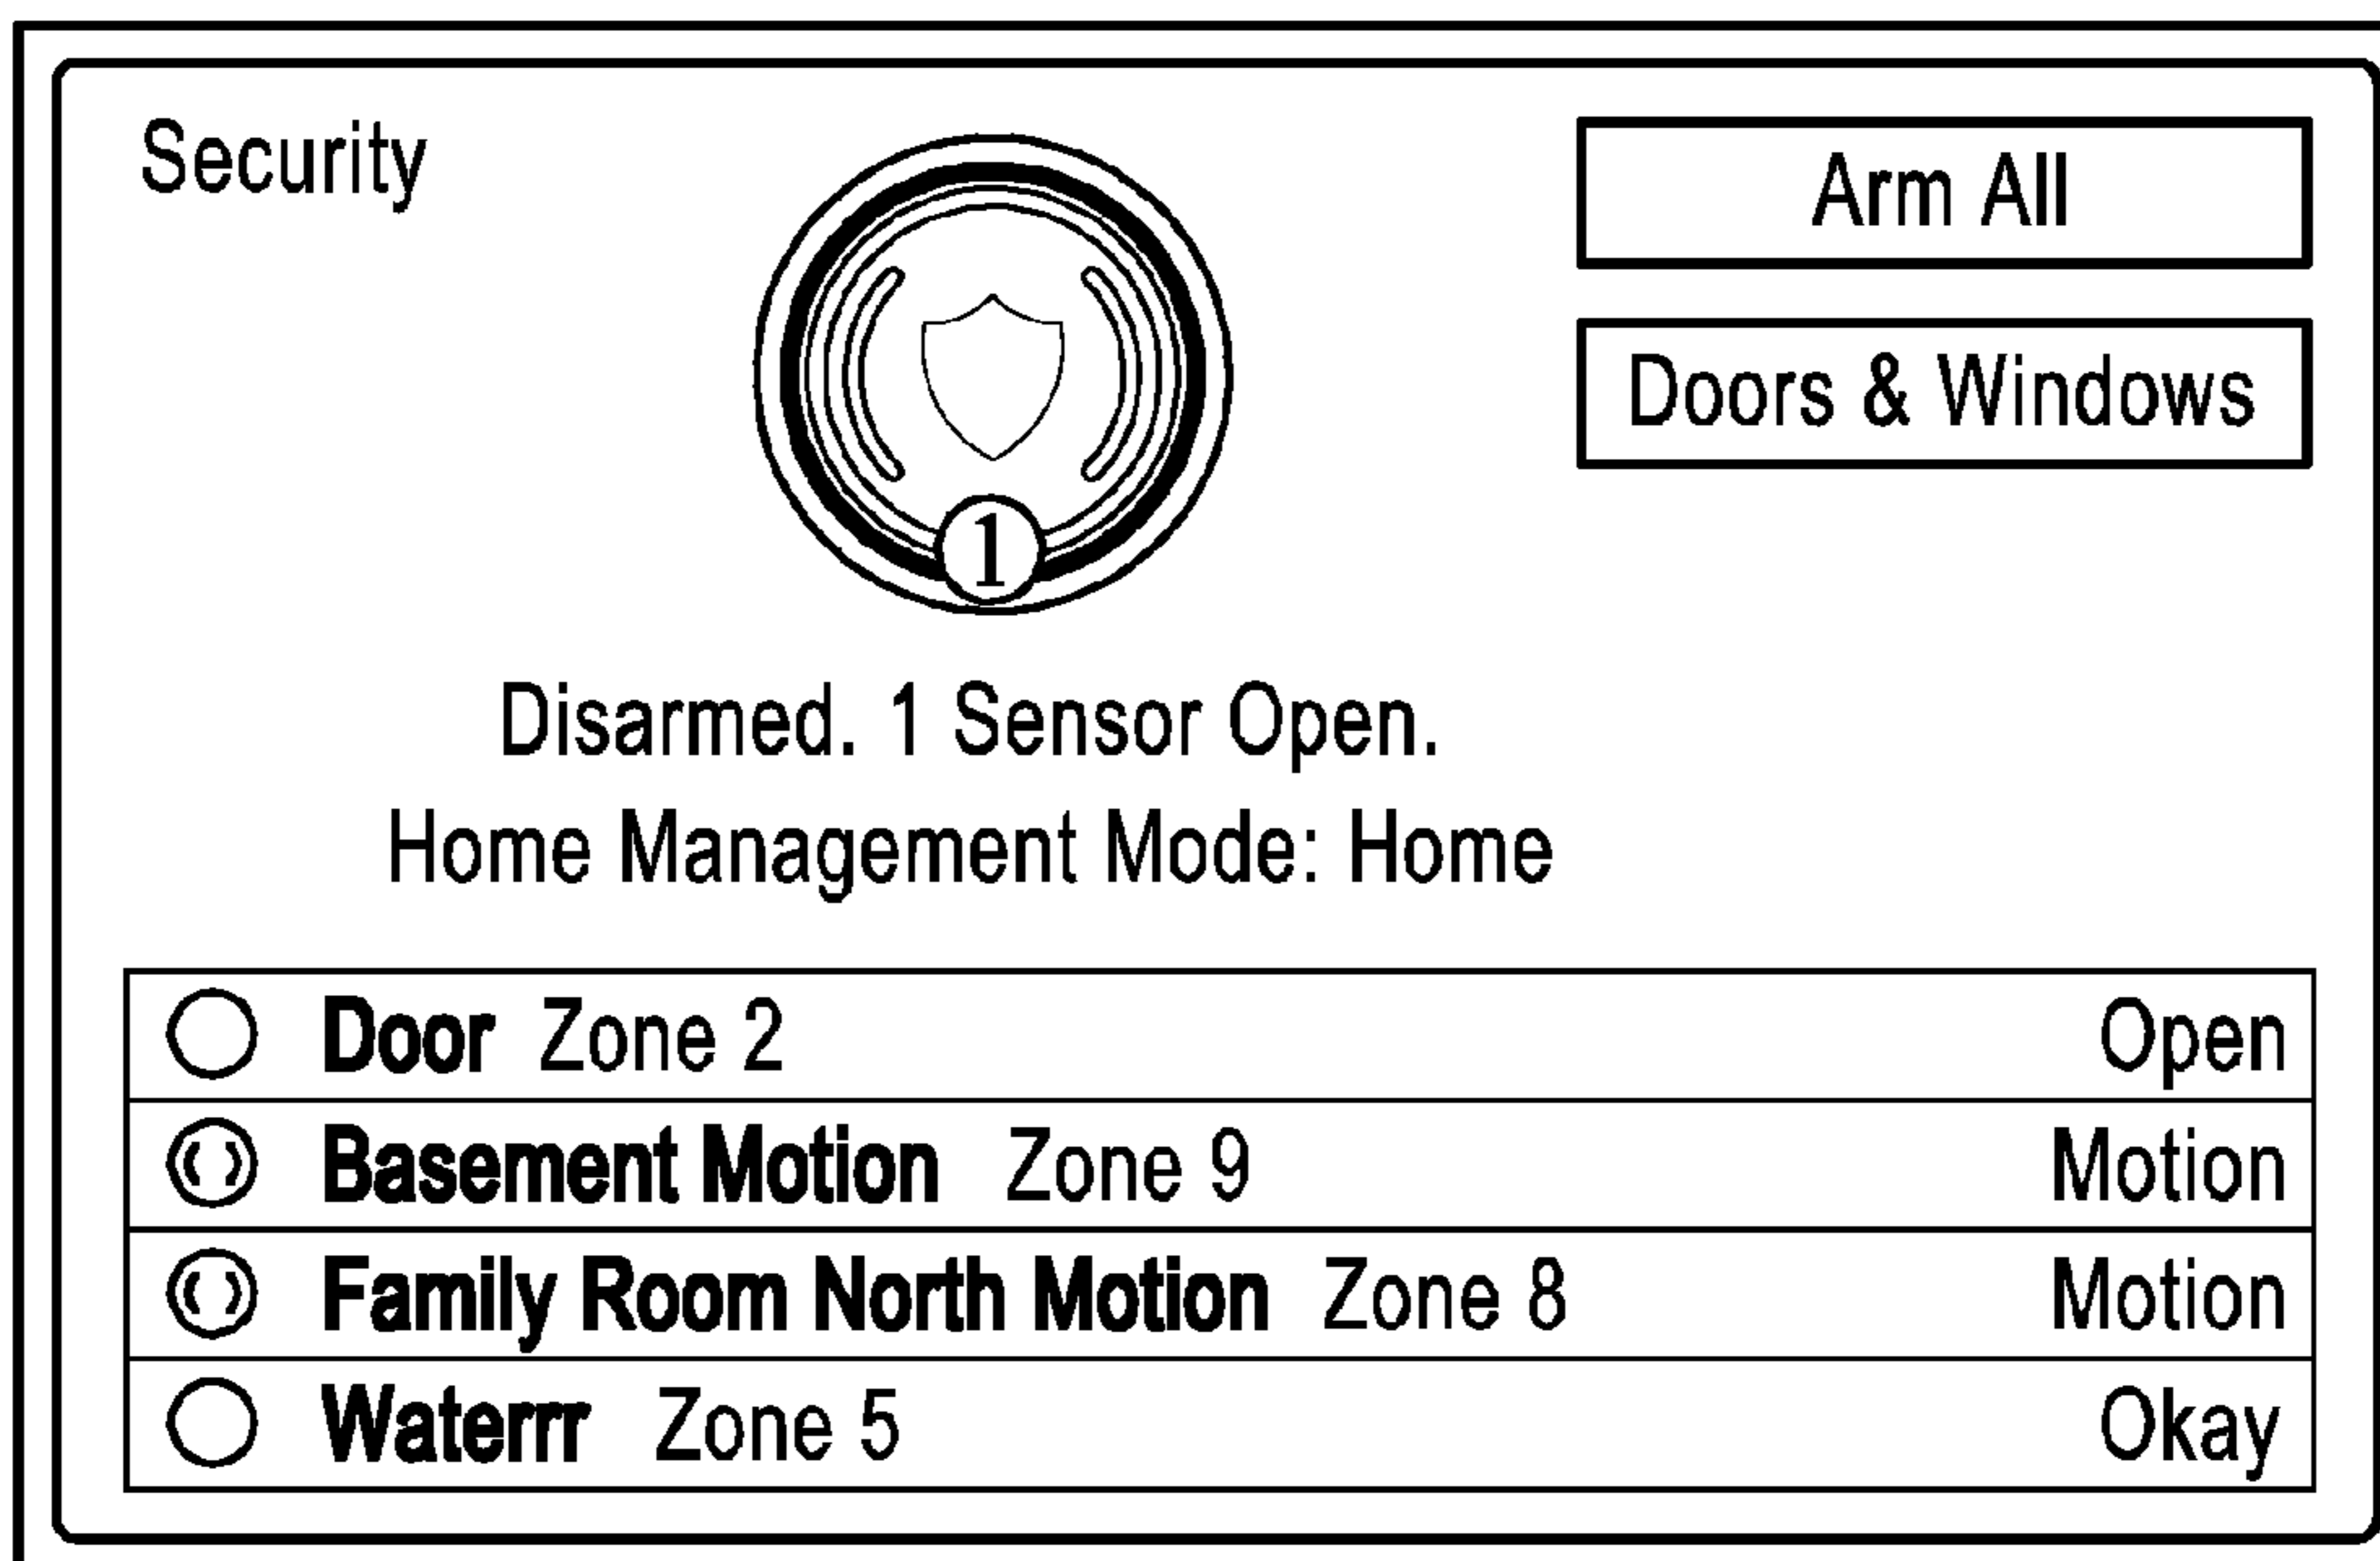 Security
Arm All
Doors & Windows
1
Disarmed. 1 Sensor Open.
Home Management Mode: Home
Door Zone 2 Open
Basement Motion Zone 9 Motion
Family Room North Motion Zone 8 Motion
Waterrr Zone 5 Okay